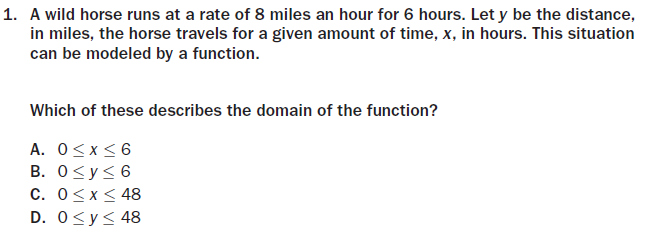 1. A wild horse runs at a rate of 8 miles an hour for 6 hours. Let y be the distance,
in miles, the horse travels for a given amount of time, x, in hours. This situation
can be modeled by a function.
Which of these describes the domain of the function?
A. 0 ≤ x ≤ 6
B. 0 ≤ y ≤ 6
C. 0 ≤ x ≤ 48
D. 0 ≤ y ≤ 48